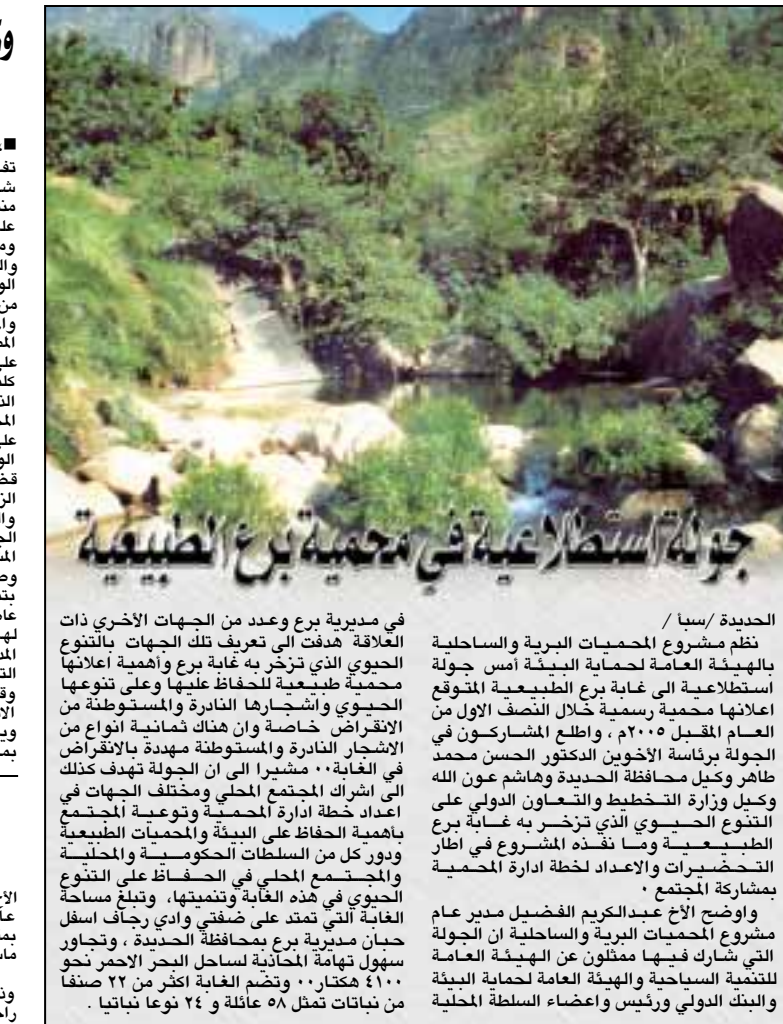 جولة استطلاعية في محمية برع الطبيعية
الحديدة /سبأ /
نظم مشروع المحميات البرية والساحلية
بالهيئة العامة لحماية البيئة أمس جولة
استطلاعية الى غابة برع الطبيعية المتوقع
اعلانها محمية رسمية خلال النصف الاول من
العام المقبل ٢٠٠٥م ، واطلع المشاركون في
الجولة برئاسة الأخوين الدكتور الحسن محمد
طاهر وكيل محافظة الحديدة وهاشم عون الله
وكيل وزارة التخطيط والتعاون الدولي على
التنوع الحيوي الذي تزخر به غابة برع
الطبيعية وما نفذه المشروع في اطار
التحضيرات والاعداد لخطة ادارة المحمية
بمشاركة المجتمع ٠
واوضح الأخ عبدالكريم الفضيل مدير عام
مشروع المحميات البرية والساحلية ان الجولة
التي شارك فيها ممثلون عن الهيئة العامة
للتنمية السياحية والهيئة العامة لحماية البيئة
والبنك الدولي ورئيس واعضاء السلطة المحلية
في مديرية برع وعدد من الجهات الأخرى ذات
العلاقة هدفت الى تعريف تلك الجهات بالتنوع
الحيوي الذي تزخر به غابة برع وأهمية اعلانها
محمية طبيعية للحفاظ عليها وعلى تنوعها
الحيوي واشجارها النادرة والمستوطنة من
الانقراض خاصة وان هناك ثمانية انواع من
الاشجار النادرة والمستوطنة مهددة بالانقراض
في الغابة٠٠ مشيرا الى ان الجولة تهدف كذلك
الى اشراك المجتمع المحلي ومختلف الجهات في
اعداد خطة ادارة المحمية وتوعية المجتمع
بأهمية الحفاظ على البيئة والمحميات الطبيعية
ودور كل من السلطات الحكومية والمحلية
والمجتمع المحلي في الحفاظ على التنوع
الحيوي في هذه الغابة وتنميتها، وتبلغ مساحة
الغابة التي تمتد على ضفتي وادي رجاف اسفل
حبان مديرية برع بمحافظة الحديدة ، وتجاور
سهول تهامة المحاذية لساحل البحر الاحمر نحو
٤١٠٠ هكتار٠٠ وتضم الغابة اكثر من ٢٢ صنفا
من نباتات تمثل ٥٨ عائلة و ٢٤ نوعا نباتيا .